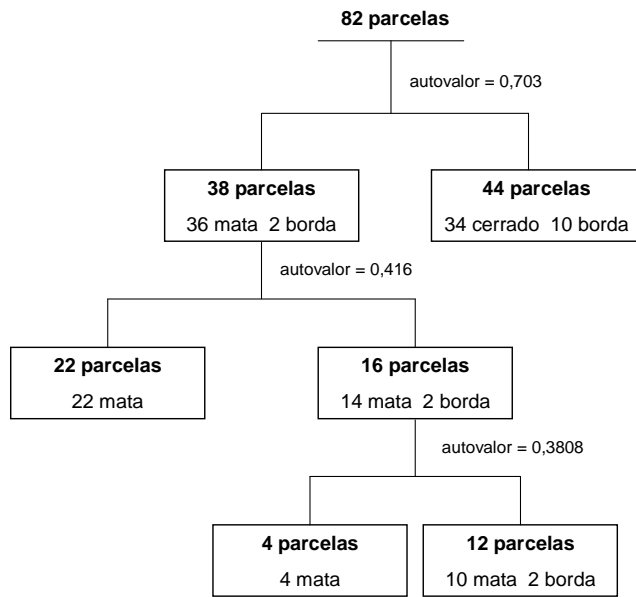 82 parcelas
autovalor = 0,703
38 parcelas
36 mata 2 borda
44 parcelas
34 cerrado 10 borda
autovalor = 0,416
22 parcelas
22 mata
16 parcelas
14 mata 2 borda
autovalor = 0,3808
4 parcelas
4 mata
12 parcelas
10 mata 2 borda